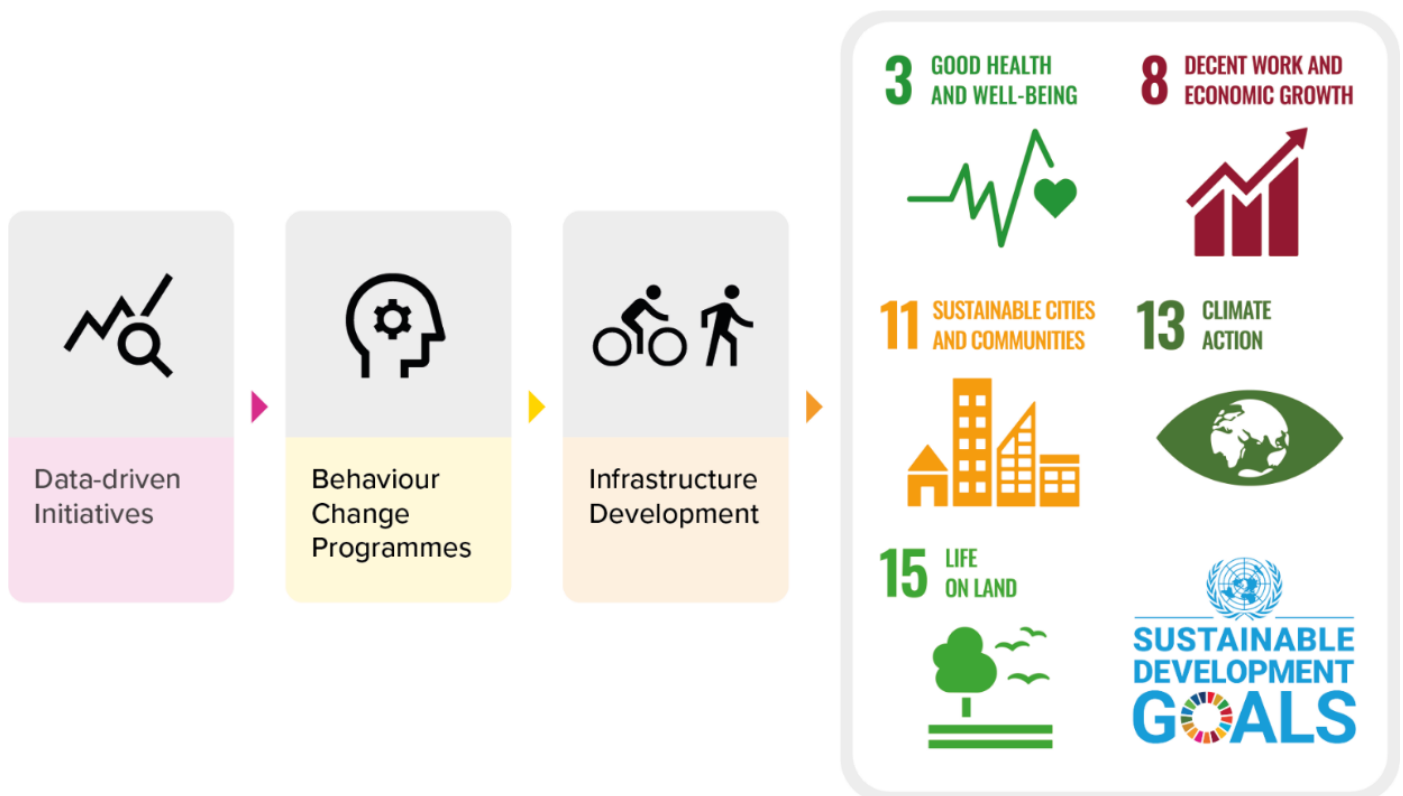 Data-driven
Initiatives
Behaviour
Change
Programmes
Infrastructure
Development
3 GOOD HEALTH
AND WELL-BEING
8 DECENT WORK AND
ECONOMIC GROWTH
11 SUSTAINABLE CITIES
AND COMMUNITIES
13 CLIMATE
ACTION
15 LIFE
ON LAND
SUSTAINABLE
DEVELOPMENT
GOALS